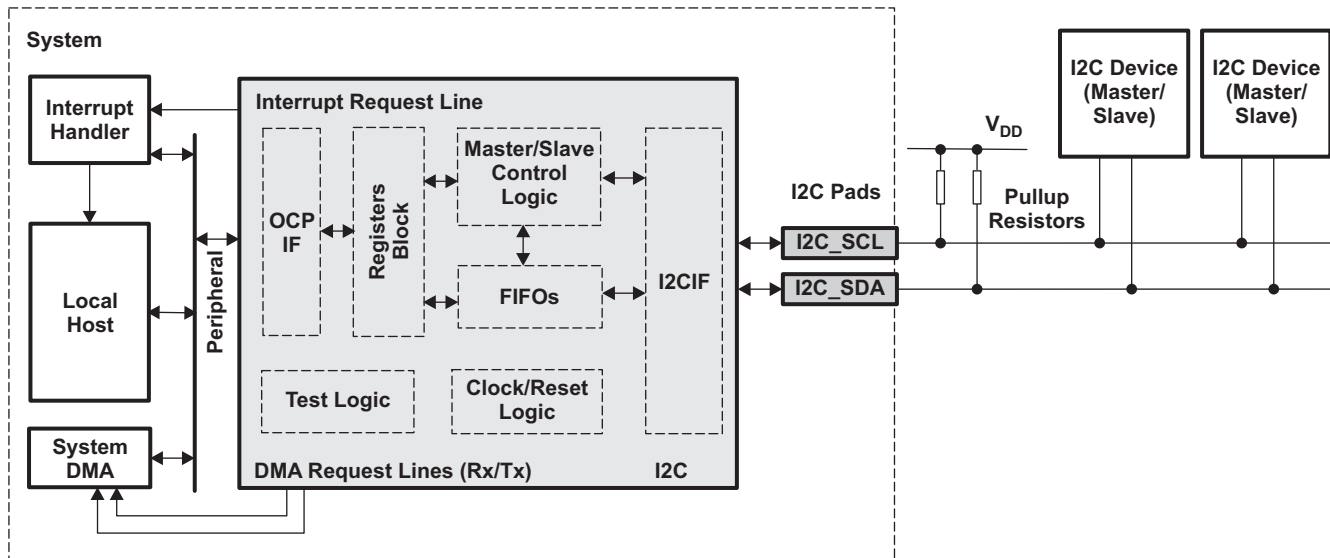 System
Interrupt
Handler
Local
Host
System
DMA
Peripheral
Interrupt Request Line
OCP
IF
Registers
Block
Master/Slave
Control
Logic
FIFOs
I2CIF
Test Logic
Clock/Reset
Logic
DMA Request Lines (Rx/Tx)
I2C
I2C Pads
I2C_SCL
I2C_SDA
VDD
Pullup
Resistors
I2C Device
(Master/
Slave)
I2C Device
(Master/
Slave)